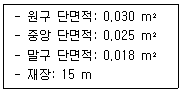 - 원구 단면적: 0.030 m²
- 중앙 단면적: 0.025 m²
- 말구 단면적: 0.018 m²
- 재장: 15 m